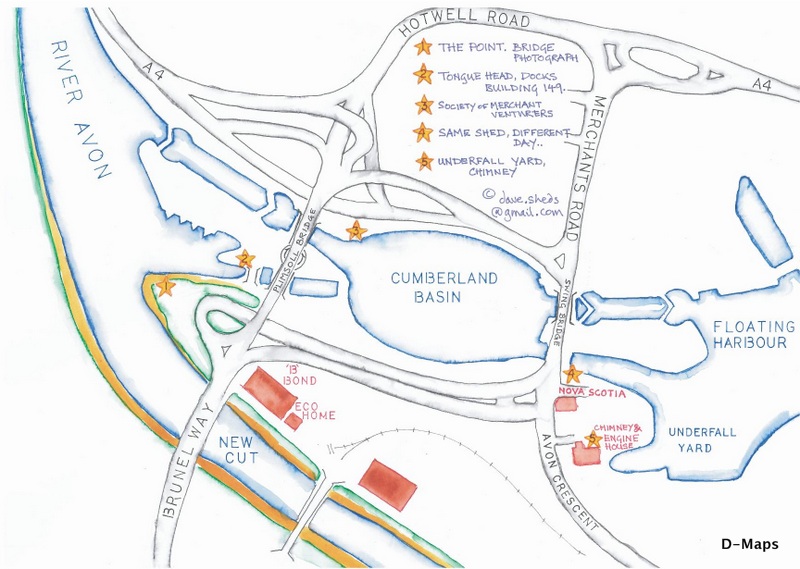 HOTWELL ROAD
A4
A4
RIVER AVON
1 THE POINT. BRIDGE
PHOTOGRAPH
2 TONGUE HEAD, DOCKS
BUILDING 149.
3 SOCIETY OF MERCHANT
VENTURERS
4 SAME SHED, DIFFERENT
DAY..
5 UNDERFALL YARD,
CHIMNEY
© dave.sheds
@gmail.com
MERCHANTS ROAD
PLIMSOLL BRIDGE
3
2
1
CUMBERLAND
BASIN
SWING BRIDGE
FLOATING
HARBOUR
'B'
BOND
ECO
HOME
4
NOVA SCOTIA
CHIMNEY &
ENGINE
HOUSE
5
UNDERFALL
YARD
BRUNEL WAY
NEW
CUT
AVON CRESCENT
D-Maps